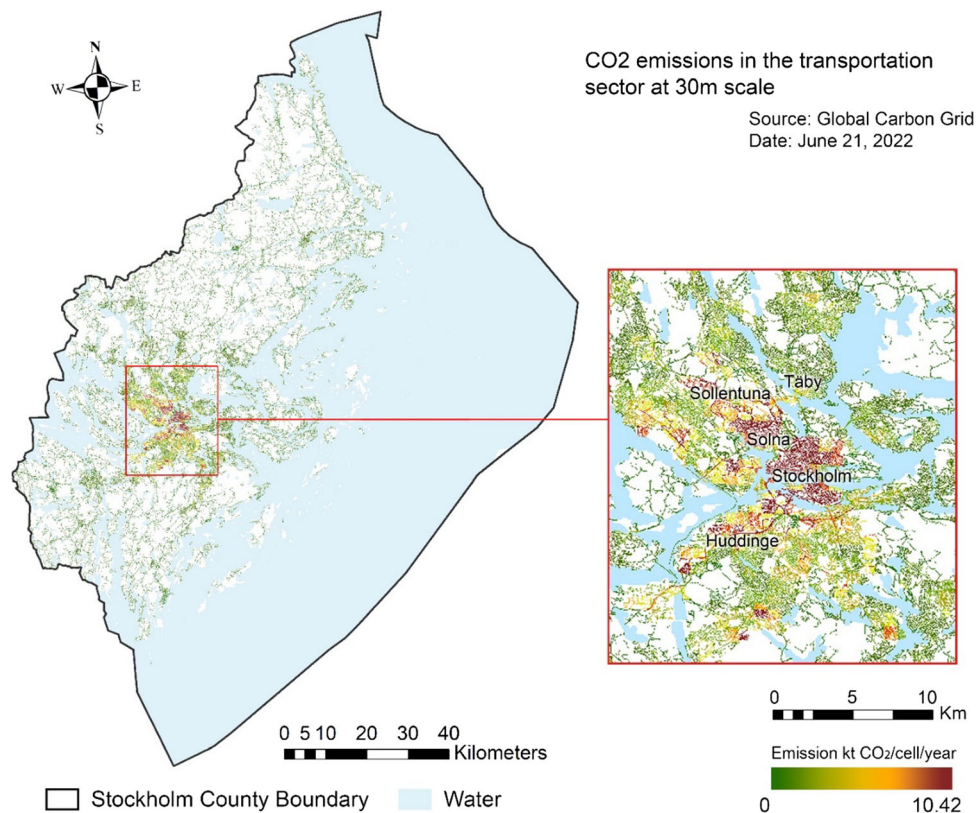 N
W
E
S
CO2 emissions in the transportation
sector at 30m scale
Source: Global Carbon Grid
Date: June 21, 2022
Täby
Sollentuna
Solna
Stockholm
Huddinge
0 5 10
Km
0 5 10 20 30 40
Kilometers
Emission kt CO₂/cell/year
0 10.42
Stockholm County Boundary
Water